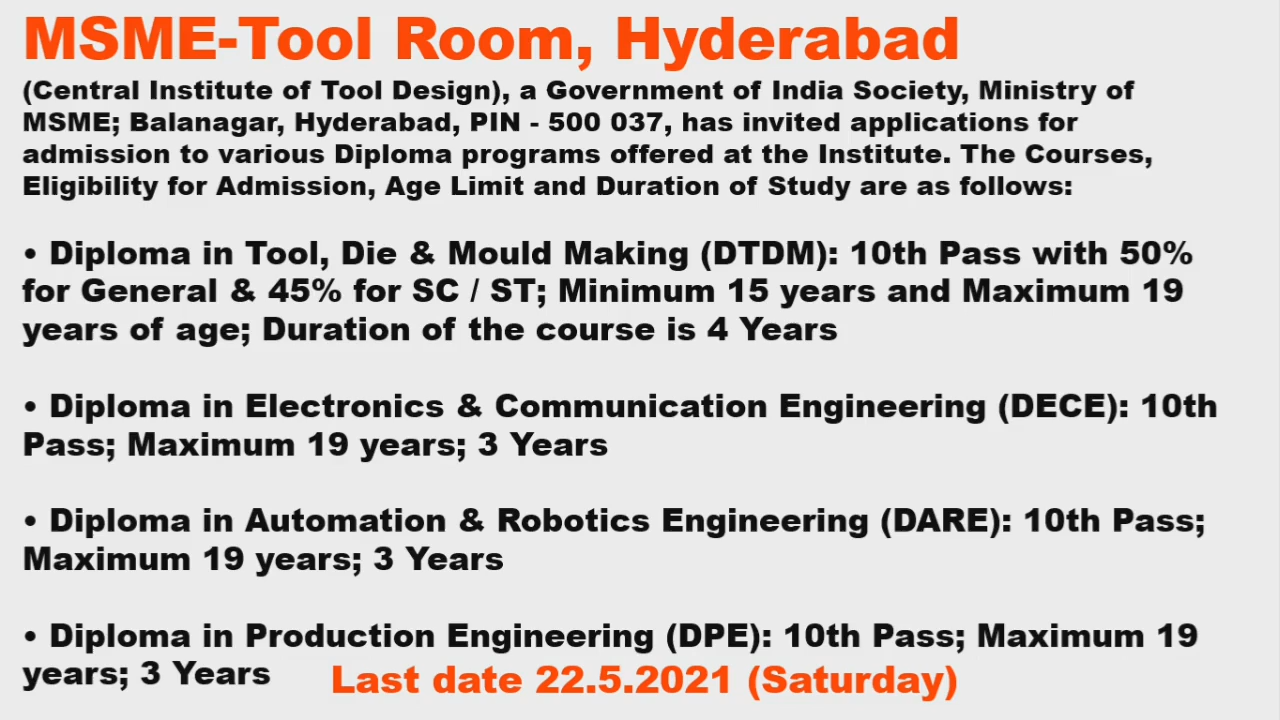 MSME-Tool Room, Hyderabad
(Central Institute of Tool Design), a Government of India Society, Ministry of
MSME; Balanagar, Hyderabad, PIN - 500 037, has invited applications for
admission to various Diploma programs offered at the Institute. The Courses,
Eligibility for Admission, Age Limit and Duration of Study are as follows:
• Diploma in Tool, Die & Mould Making (DTDM): 10th Pass with 50%
for General & 45% for SC / ST; Minimum 15 years and Maximum 19
years of age; Duration of the course is 4 Years
• Diploma in Electronics & Communication Engineering (DECE): 10th
Pass; Maximum 19 years; 3 Years
• Diploma in Automation & Robotics Engineering (DARE): 10th Pass;
Maximum 19 years; 3 Years
• Diploma in Production Engineering (DPE): 10th Pass; Maximum 19
years; 3 Years
Last date 22.5.2021 (Saturday)